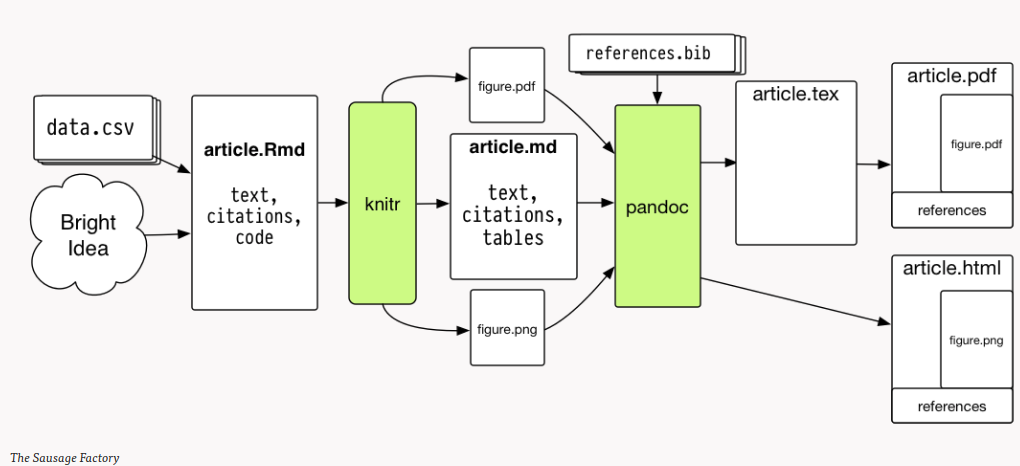 data.csv
Bright
Idea
article.Rmd
text,
citations,
code
knitr
figure.pdf
article.md
text,
citations,
tables
figure.png
references.bib
pandoc
article.tex
article.pdf
figure.pdf
references
article.html
figure.png
references
The Sausage Factory